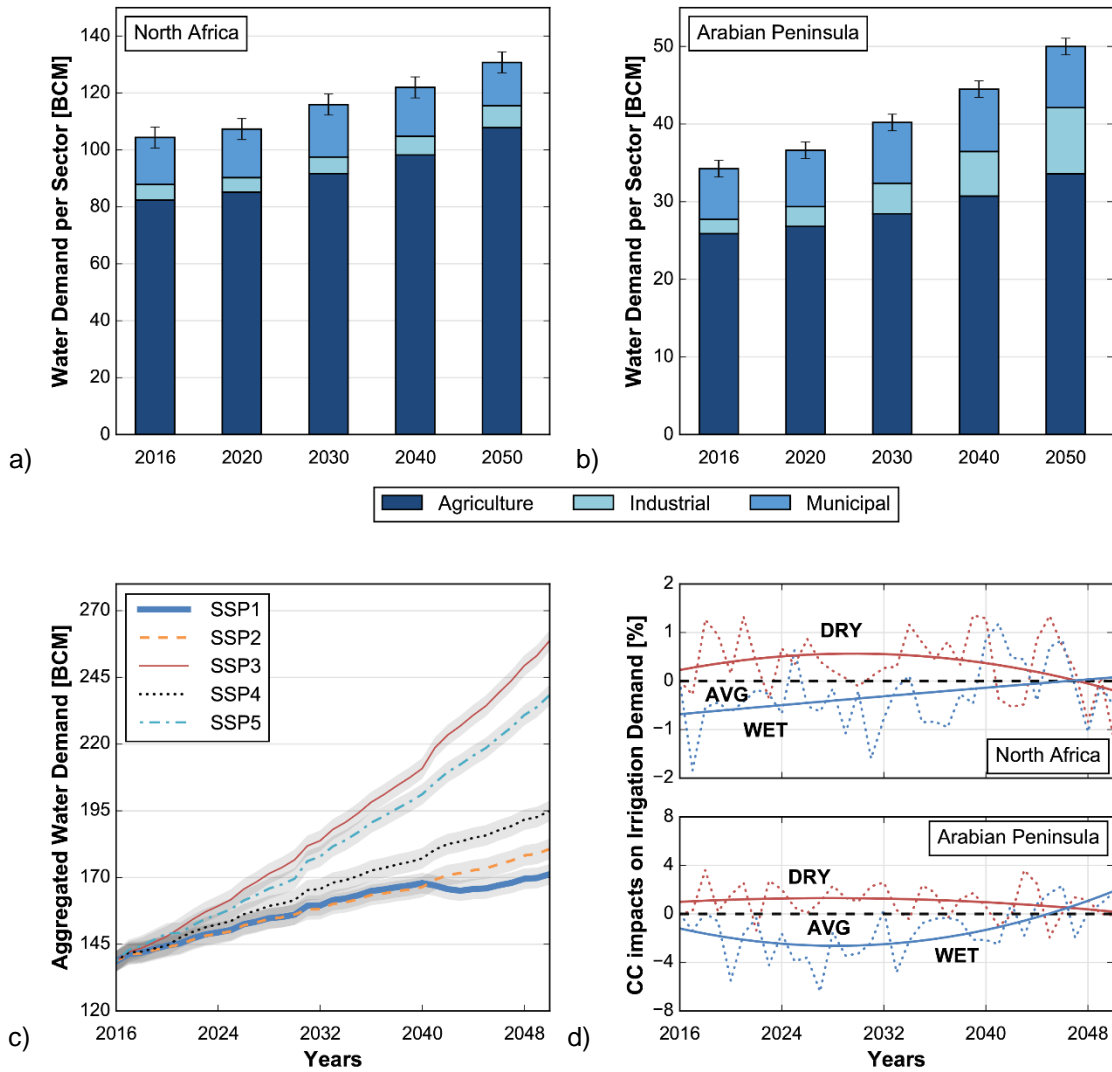 North Africa
Water Demand per Sector [BCM]
140
120
100
80
60
40
20
0
2016 2020 2030 2040 2050
a)
Arabian Peninsula
Water Demand per Sector [BCM]
50
40
30
20
10
0
2016 2020 2030 2040 2050
b)
Agriculture Industrial Municipal
Aggregated Water Demand [BCM]
270
245
220
195
170
145
120
SSP1
SSP2
SSP3
SSP4
SSP5
2016 2024 2032 2040 2048
Years
c)
CC impacts on Irrigation Demand [%]
2
1
0
−1
−2
DRY
AVG
WET
North Africa
8
4
0
−4
−8
Arabian Peninsula
DRY
AVG
WET
2016 2024 2032 2040 2048
Years
d)